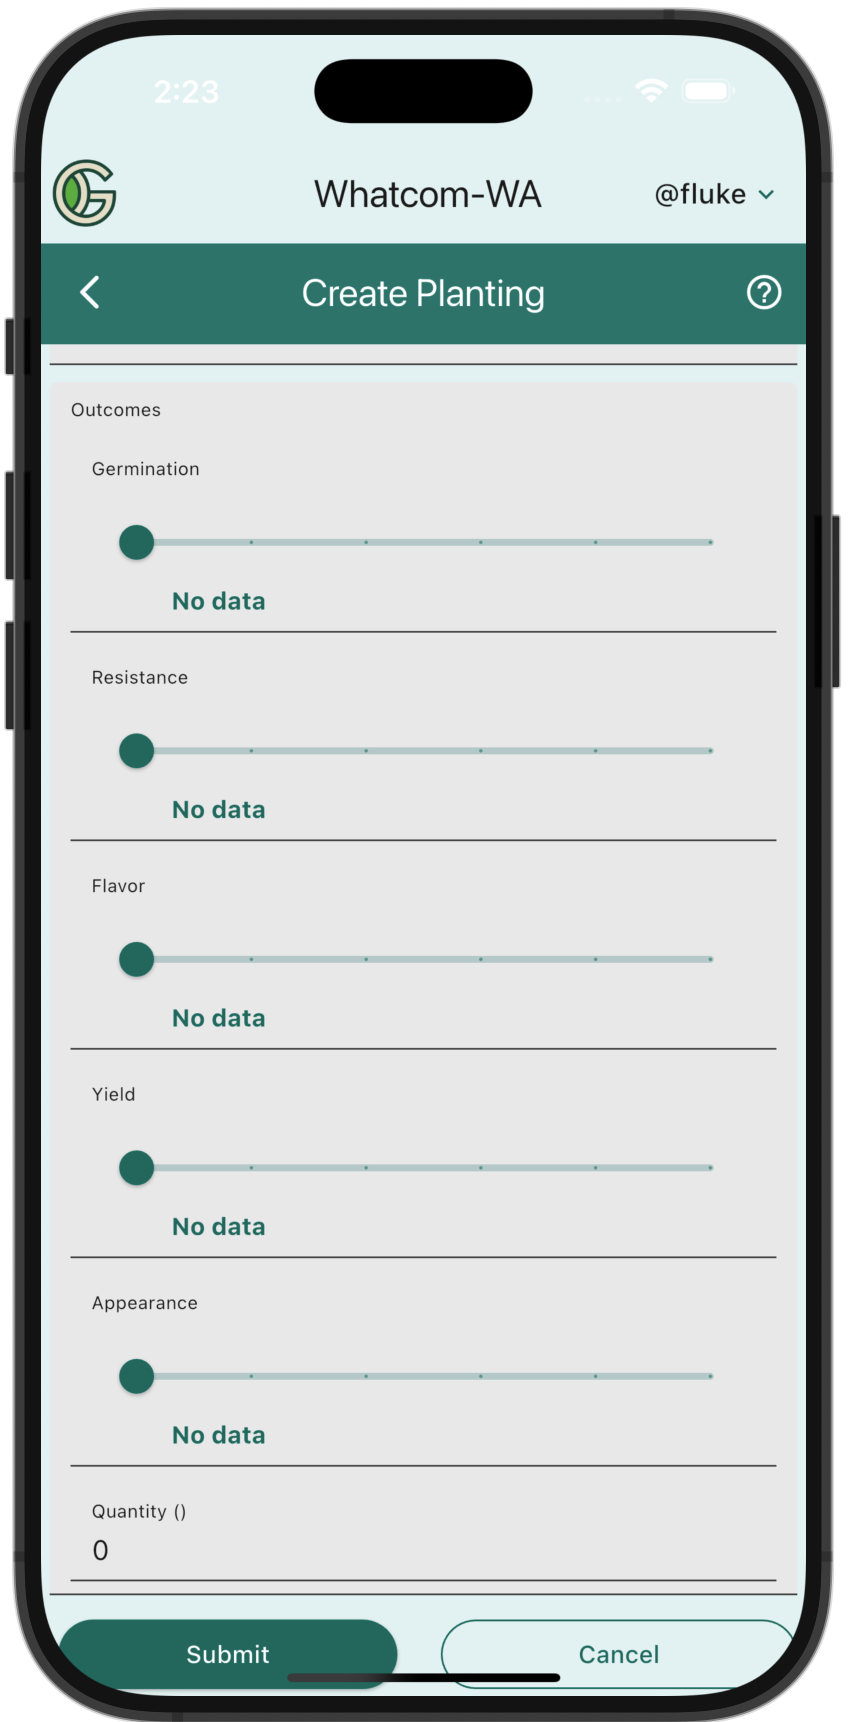 2:23
Whatcom-WA
@fluke
Create Planting
Outcomes
Germination
No data
Resistance
No data
Flavor
No data
Yield
No data
Appearance
No data
Quantity ()
0
Submit
Cancel